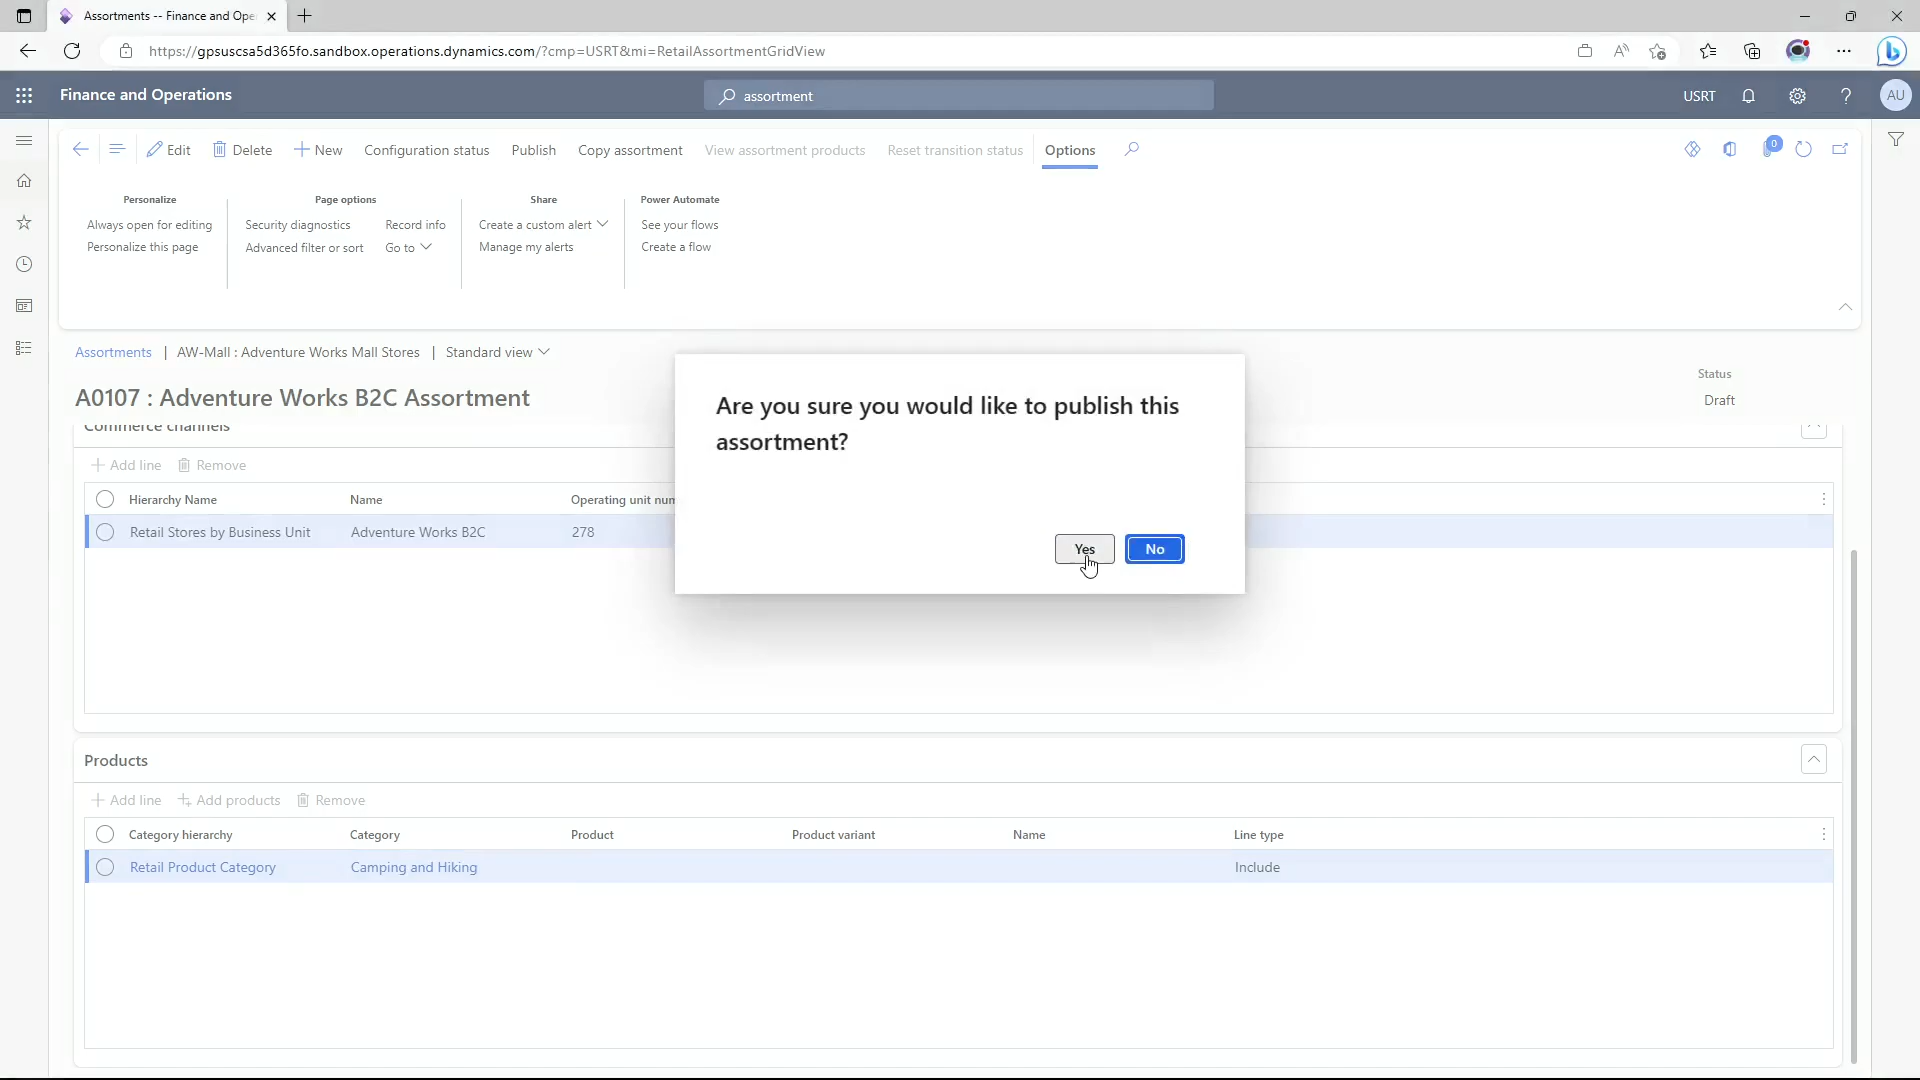 Assortments -- Finance and Ope
https://gpsuscsa5d365fo.sandbox.operations.dynamics.com/?cmp=USRT&mi=RetailAssortmentGridView
Finance and Operations
assortment
USRT
?
AU
Edit Delete New Configuration status Publish Copy assortment View assortment products Reset transition status Options
0
Personalize Page options Share Power Automate
Always open for editing Security diagnostics Record info Create a custom alert See your flows
Personalize this page Advanced filter or sort Go to Manage my alerts Create a flow
Assortments | AW-Mall : Adventure Works Mall Stores | Standard view
Status
A0107 : Adventure Works B2C Assortment
Draft
Are you sure you would like to publish this
assortment?
Yes No
Commerce channels
Add line Remove
Hierarchy Name Name Operating unit num
Retail Stores by Business Unit Adventure Works B2C 278
Products
Add line Add products Remove
Category hierarchy Category Product Product variant Name Line type
Retail Product Category Camping and Hiking Include